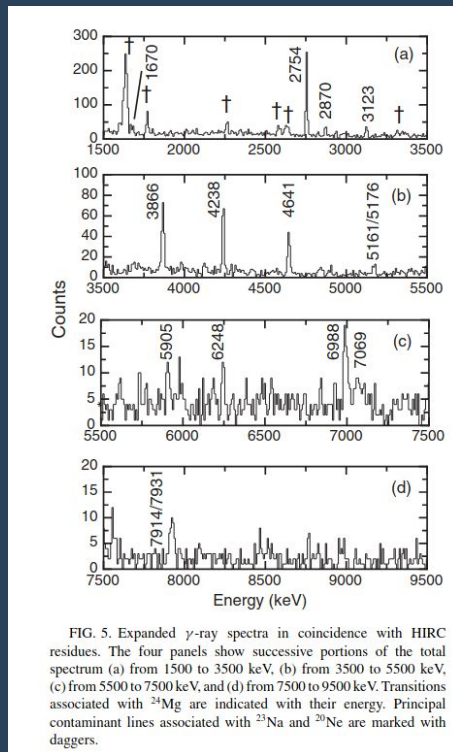 300
200
100
0
†
1670
†
†
† †
2754
2870
3123
†
(a)
1500 2000 2500 3000 3500
100
80
60
40
20
0
3866
4238
4641
5161/5176
(b)
3500 4000 4500 5000 5500
Counts
20
15
10
5
0
5905
6248
6988
7069
(c)
5500 6000 6500 7000 7500
20
15
10
5
0
7914/7931
(d)
7500 8000 8500 9000 9500
Energy (keV)
FIG. 5. Expanded γ-ray spectra in coincidence with HIRC
residues. The four panels show successive portions of the total
spectrum (a) from 1500 to 3500 keV, (b) from 3500 to 5500 keV,
(c) from 5500 to 7500 keV, and (d) from 7500 to 9500 keV. Transitions
associated with ²⁴Mg are indicated with their energy. Principal
contaminant lines associated with ²³Na and ²⁰Ne are marked with
daggers.